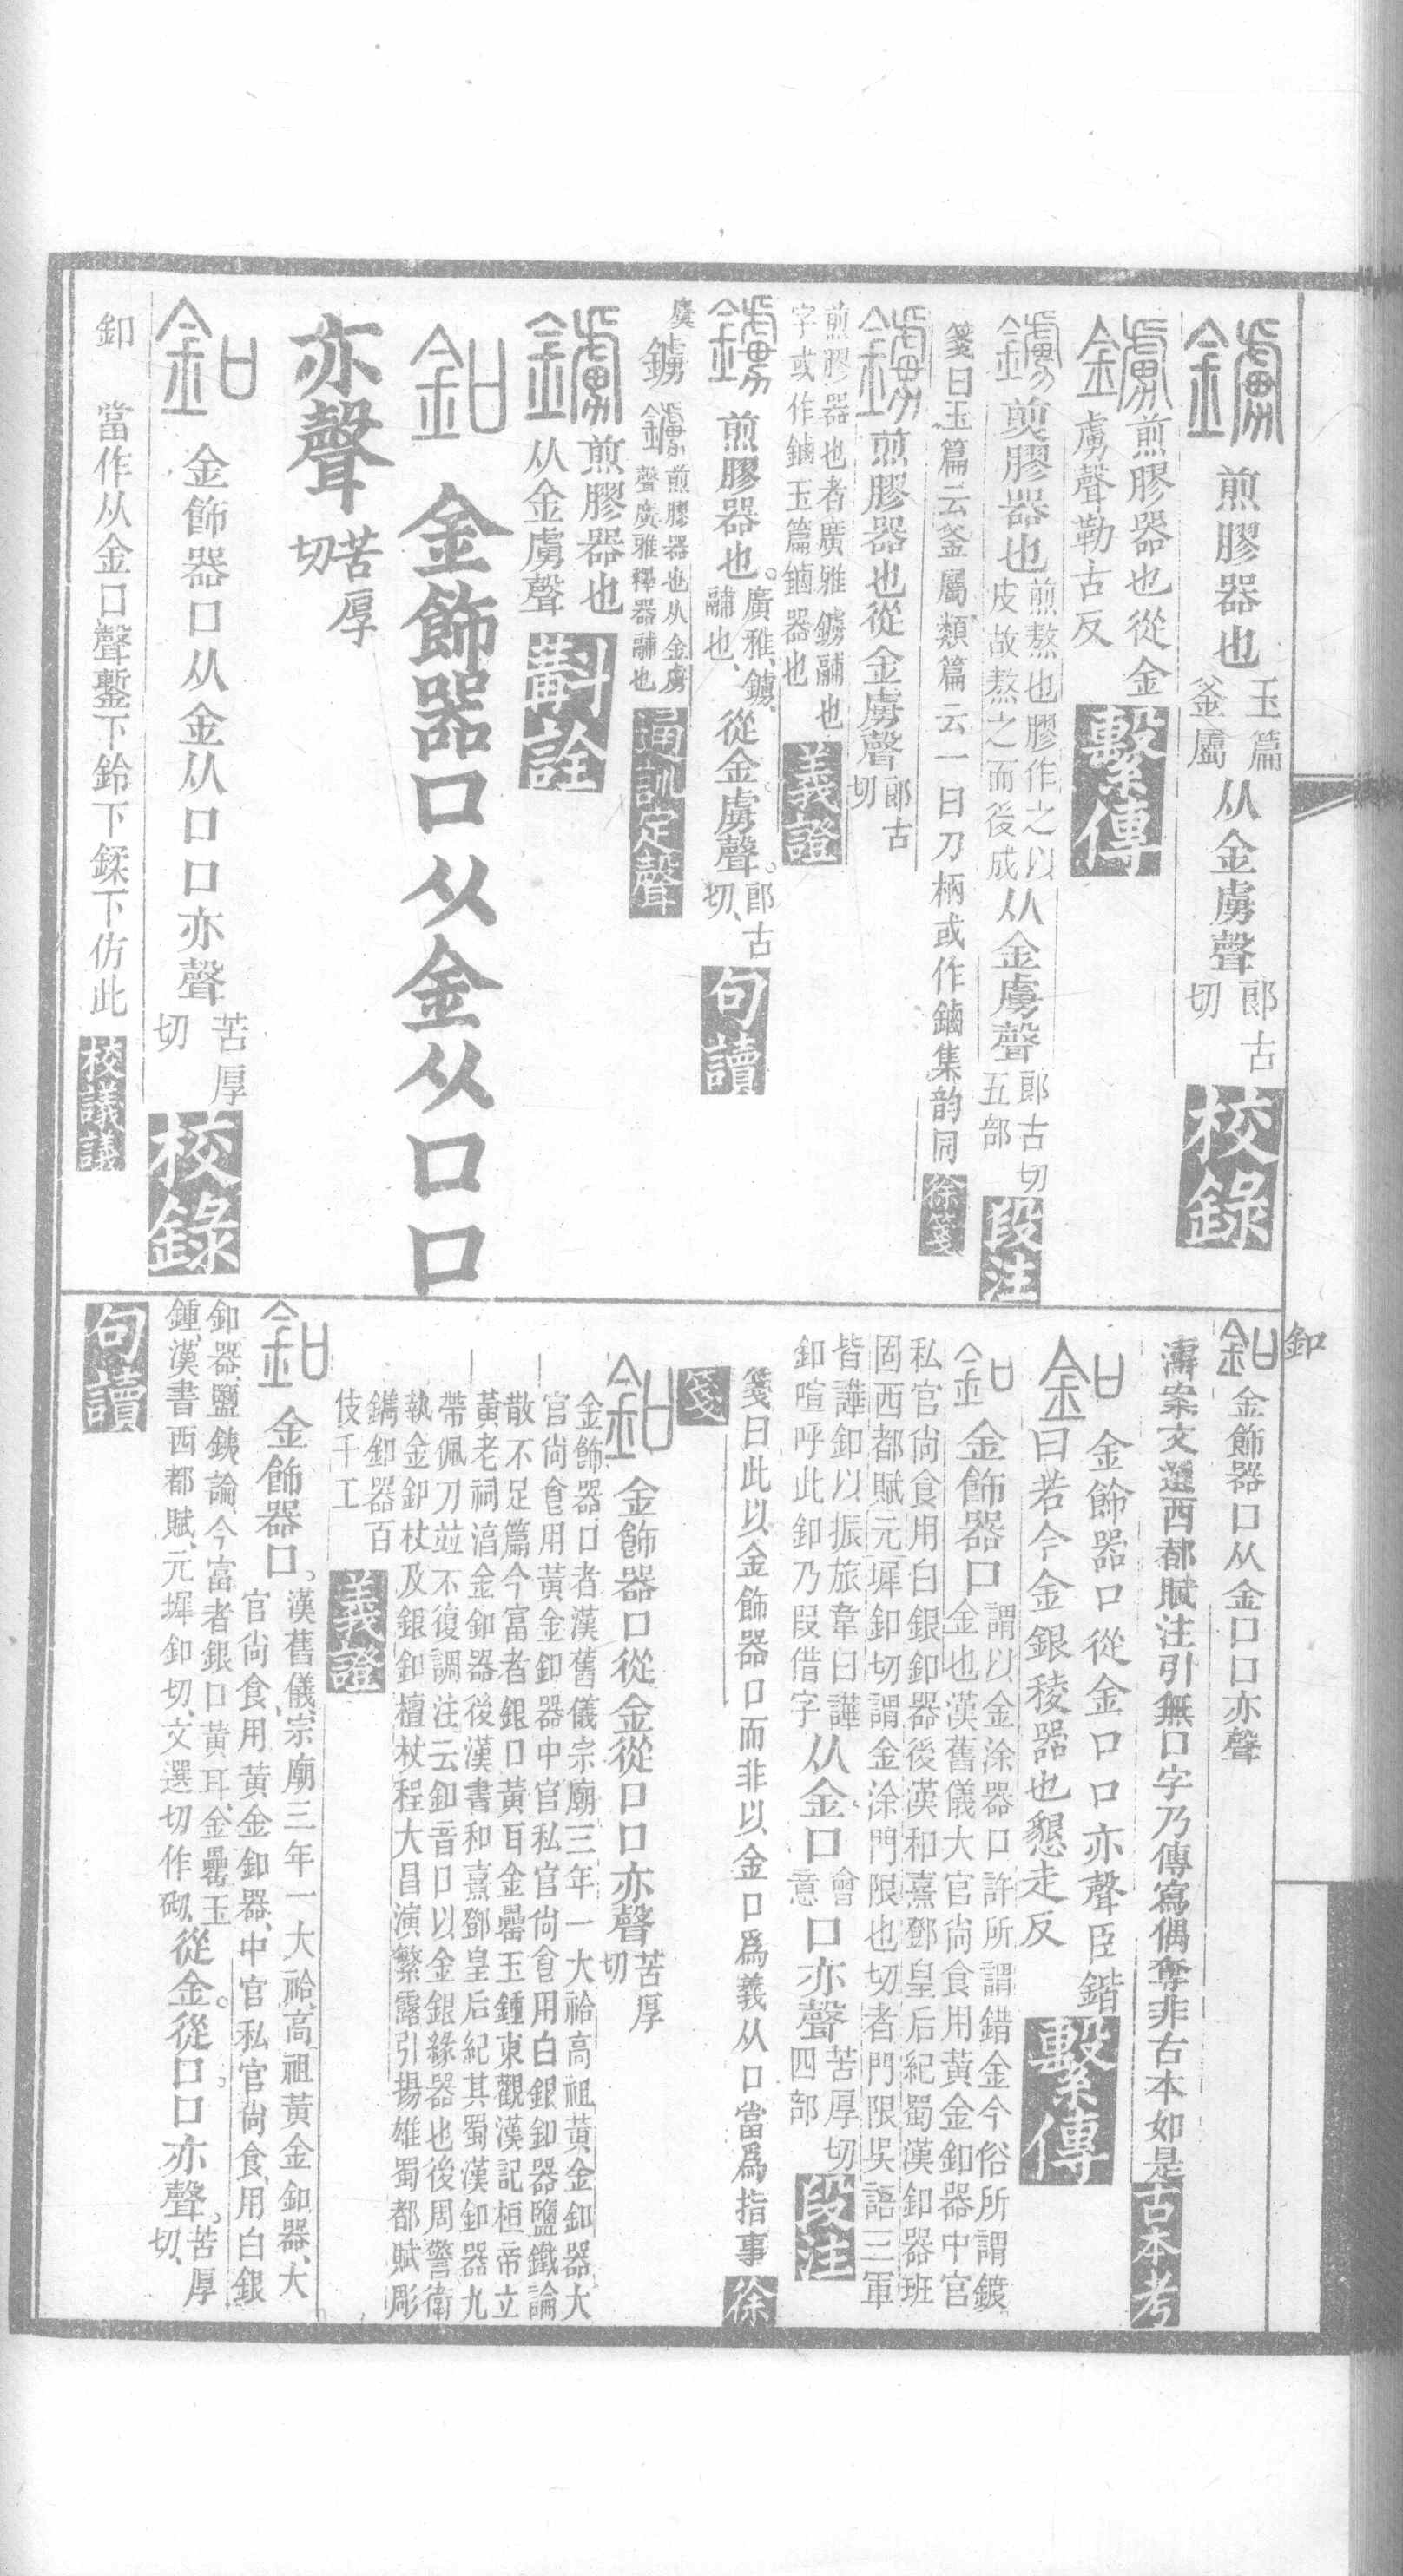 鑢 煎膠器也玉篇釜屬从金虜聲郎古切 校錄
鐪 煎膠器也從金
虜聲勒古反 繫傳
鐪 煎膠器也煎熬也膠作之以皮故熬之而後成从金虜聲郎古切五部 段注
箋曰玉篇云釜屬類篇云一曰刀柄或作鏀集韵同 徐箋
鐪 煎膠器也從金虜聲郎古切
煎膠器也者廣雅鐪鏀也
字或作鏀玉篇鏀器也 義證
鐪 煎膠器也。廣雅、鐪、鏀也、從金。虜聲。郎古切、 句讀
虞鐪 鐪煎膠器也从金虜聲廣雅釋器鏀也 通訓定聲
鐪 煎膠器也
从金虜聲 斠詮
釦 金飾器口从金从口口
亦聲苦厚切
釦 金飾器口从金从口口亦聲苦厚切 校錄
釦 當作从金口聲鏨下鈴下鍒下仿此 校議議
釦
釦 金飾器口从金口口亦聲
濤案文選西都賦注引無口字乃傳寫偶奪非古本如是 古本考
釦 金飾器口從金口口亦聲臣鍇
曰若今金銀稜器也懇走反 繫傳
釦 金飾器口謂以金涂器口許所謂錯金今俗所謂鍍
金也漢舊儀大官尙食用黃金釦器中官
私官尙食用白銀釦器後漢和熹鄧皇后紀蜀漢釦器班
固西都賦元墀釦切謂金涂門限也切者門限吳語三軍
皆譁釦以振旅韋曰譁
釦喧呼此釦乃叚借字从金口會意口亦聲苦厚切四部 段注
箋曰此以金飾器口而非以金口爲義从口當爲指事 徐
箋
釦 金飾器口從金從口口亦聲苦厚切
金飾器口者漢舊儀宗廟三年一大祫高祖黃金釦器大
官尙食用黃金釦器中官私官尙食用白銀釦器鹽鐵論
散不足篇今富者銀口黃耳金罍玉鍾東觀漢記桓帝立
黃老祠淳金釦器後漢書和熹鄧皇后紀其蜀漢釦器九
帶佩刀竝不復調注云釦音口以金銀緣器也後周警衛
執金釦杖及銀釦檀杖程大昌演繁露引揚雄蜀都賦彫
鐫釦器百
伎千工 義證
釦 金飾器口。漢舊儀、宗廟三年一大祫、高祖黃金釦器、大
官尙食、用黃金釦器、中官私官尙食、用白銀
釦器、鹽鐵論、今富者銀口黃耳、金罍玉
鍾、漢書西都賦、元墀釦切、文選切作砌、從金。從口。口亦聲。苦厚切、
句讀